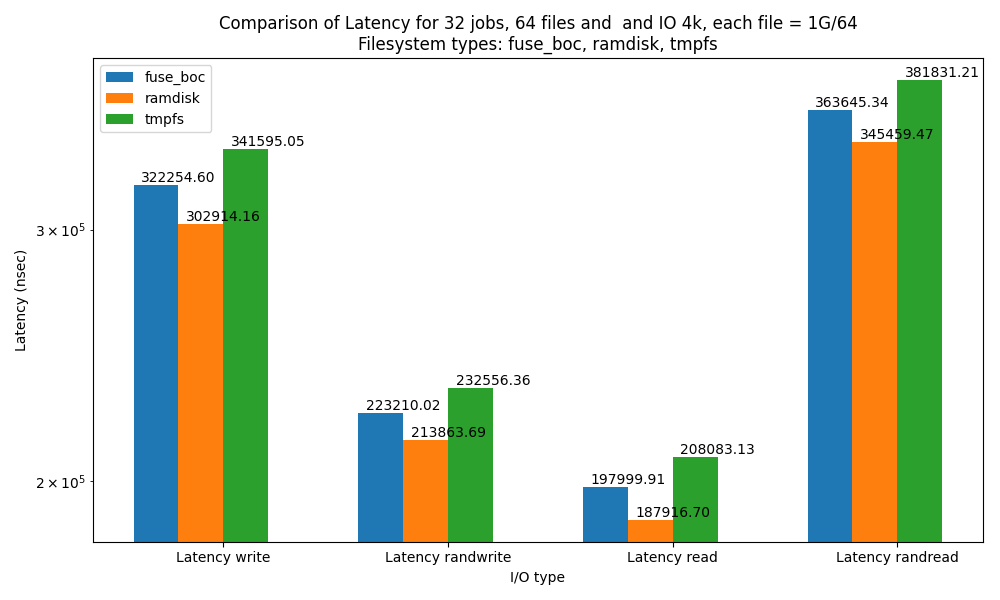 Comparison of Latency for 32 jobs, 64 files and  and IO 4k, each file = 1G/64
Filesystem types: fuse_boc, ramdisk, tmpfs
fuse_boc
ramdisk
tmpfs
Latency (nsec)
3 × 10⁵
2 × 10⁵
322254.60
302914.16
341595.05
223210.02
213863.69
232556.36
197999.91
187916.70
208083.13
363645.34
345459.47
381831.21
Latency write
Latency randwrite
Latency read
Latency randread
I/O type